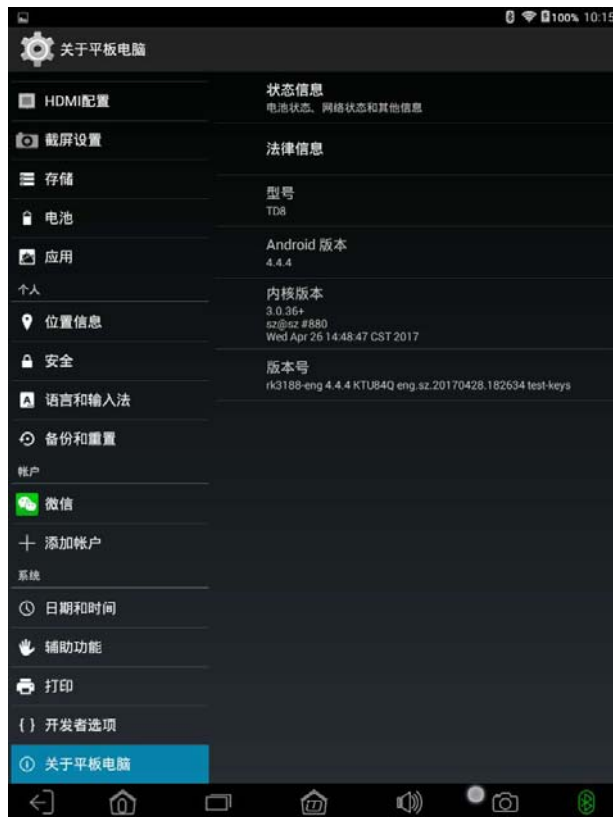 100% 10:15
关于平板电脑
HDMI配置
截屏设置
存储
电池
应用
个人
位置信息
安全
语言和输入法
备份和重置
帐户
微信
添加帐户
系统
日期和时间
辅助功能
打印
开发者选项
关于平板电脑
状态信息
电池状态、网络状态和其他信息
法律信息
型号
TD8
Android 版本
4.4.4
内核版本
3.0.36+
sz@sz #880
Wed Apr 26 14:48:47 CST 2017
版本号
rk3188-eng 4.4.4 KTU84Q eng.sz.20170428.182634 test-keys